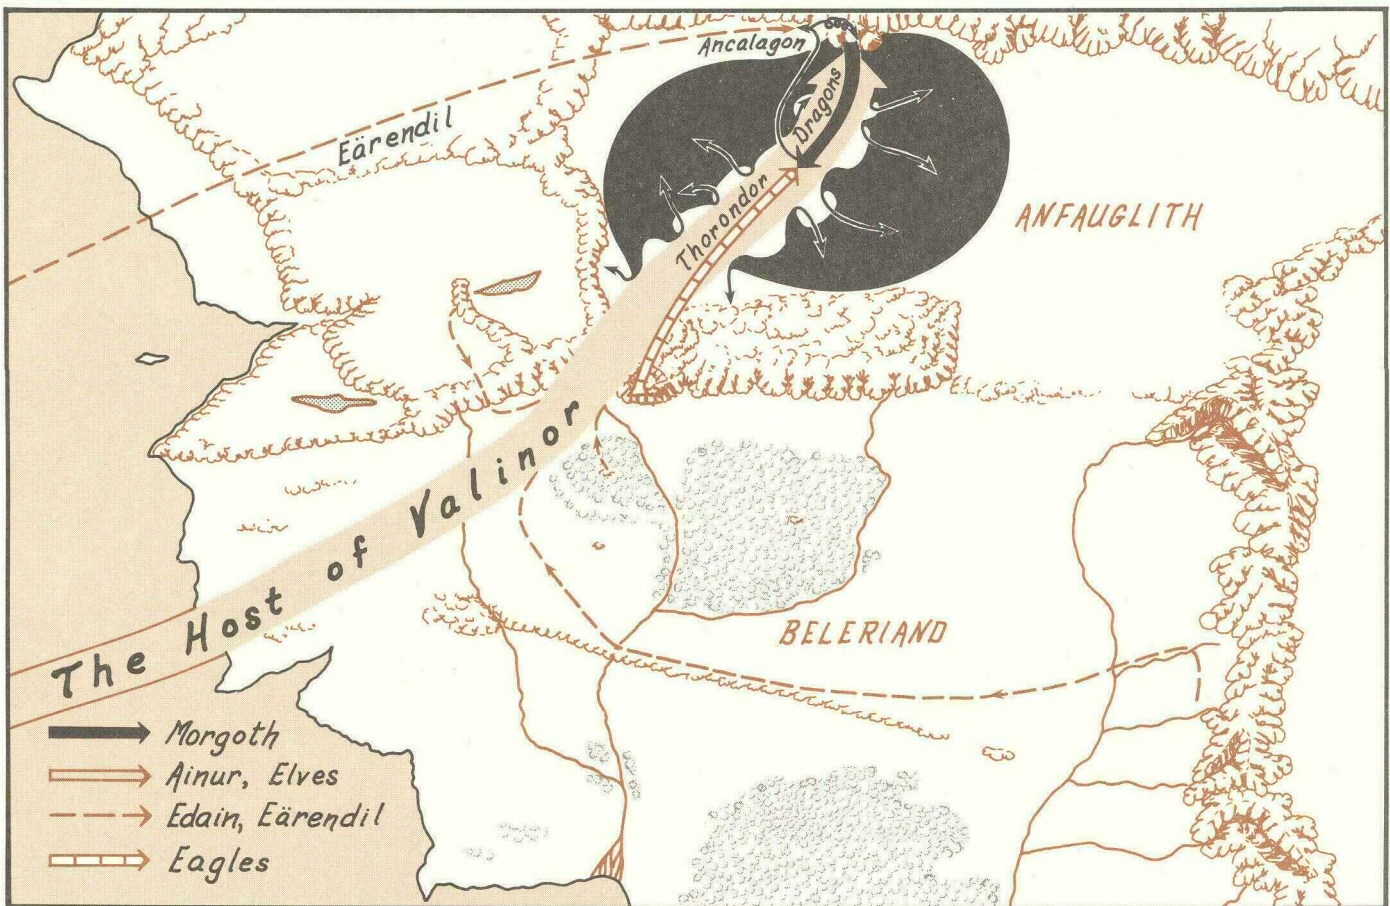 Ancalagon
Dragons
Eärendil
Thorondor
ANFAUGLITH
The Host of Valinor
BELERIAND
Morgoth
Ainur, Elves
Edain, Eärendil
Eagles